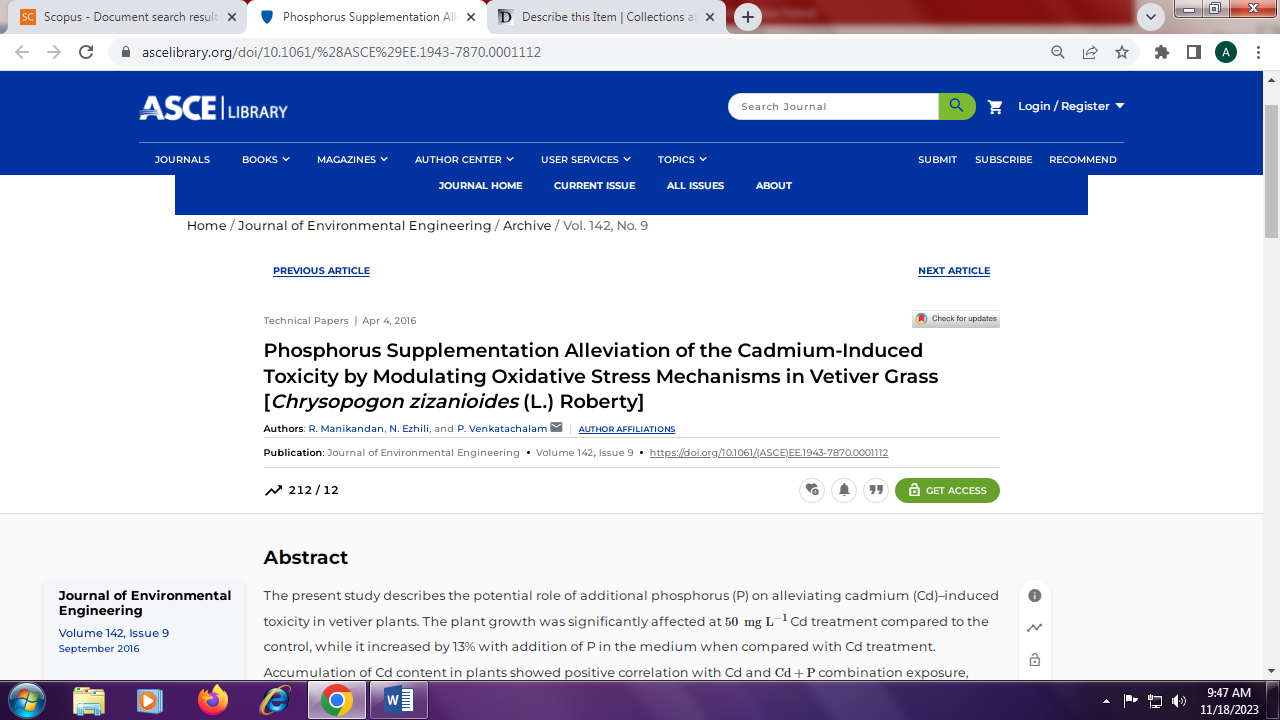 Scopus - Document search result
Phosphorus Supplementation Alle
Describe this Item | Collections at
ascelibrary.org/doi/10.1061/%28ASCE%29EE.1943-7870.0001112
A
ASCE LIBRARY
Search Journal
Login / Register
JOURNALS BOOKS MAGAZINES AUTHOR CENTER USER SERVICES TOPICS SUBMIT SUBSCRIBE RECOMMEND
JOURNAL HOME CURRENT ISSUE ALL ISSUES ABOUT
Home / Journal of Environmental Engineering / Archive / Vol. 142, No. 9
PREVIOUS ARTICLE NEXT ARTICLE
Technical Papers | Apr 4, 2016
Check for updates
Phosphorus Supplementation Alleviation of the Cadmium-Induced
Toxicity by Modulating Oxidative Stress Mechanisms in Vetiver Grass
[Chrysopogon zizanioides (L.) Roberty]
Authors: R. Manikandan, N. Ezhili, and P. Venkatachalam | AUTHOR AFFILIATIONS
Publication: Journal of Environmental Engineering • Volume 142, Issue 9 • https://doi.org/10.1061/(ASCE)EE.1943-7870.0001112
212 / 12
GET ACCESS
Abstract
Journal of Environmental
Engineering
Volume 142, Issue 9
September 2016
The present study describes the potential role of additional phosphorus (P) on alleviating cadmium (Cd)–induced
toxicity in vetiver plants. The plant growth was significantly affected at 50 mg L⁻¹ Cd treatment compared to the
control, while it increased by 13% with addition of P in the medium when compared with Cd treatment.
Accumulation of Cd content in plants showed positive correlation with Cd and Cd + P combination exposure,
9:47 AM
11/18/2023